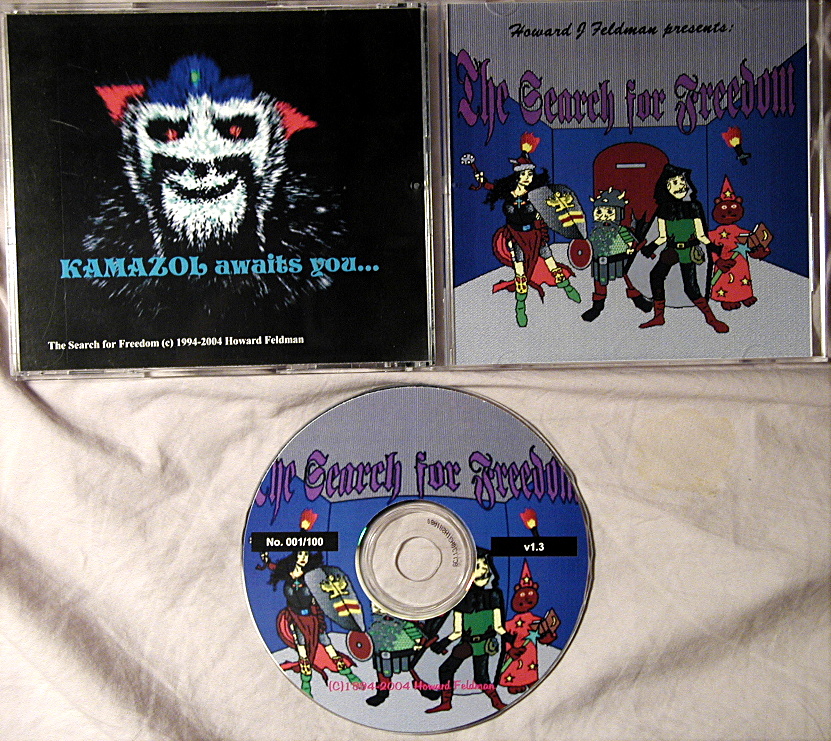 KAMAZOL awaits you...
The Search for Freedom (c) 1994-2004 Howard Feldman
Howard J Feldman presents:
The Search for Freedom
The Search for Freedom
No. 001/100
v1.3
(C)1994-2004 Howard Feldman